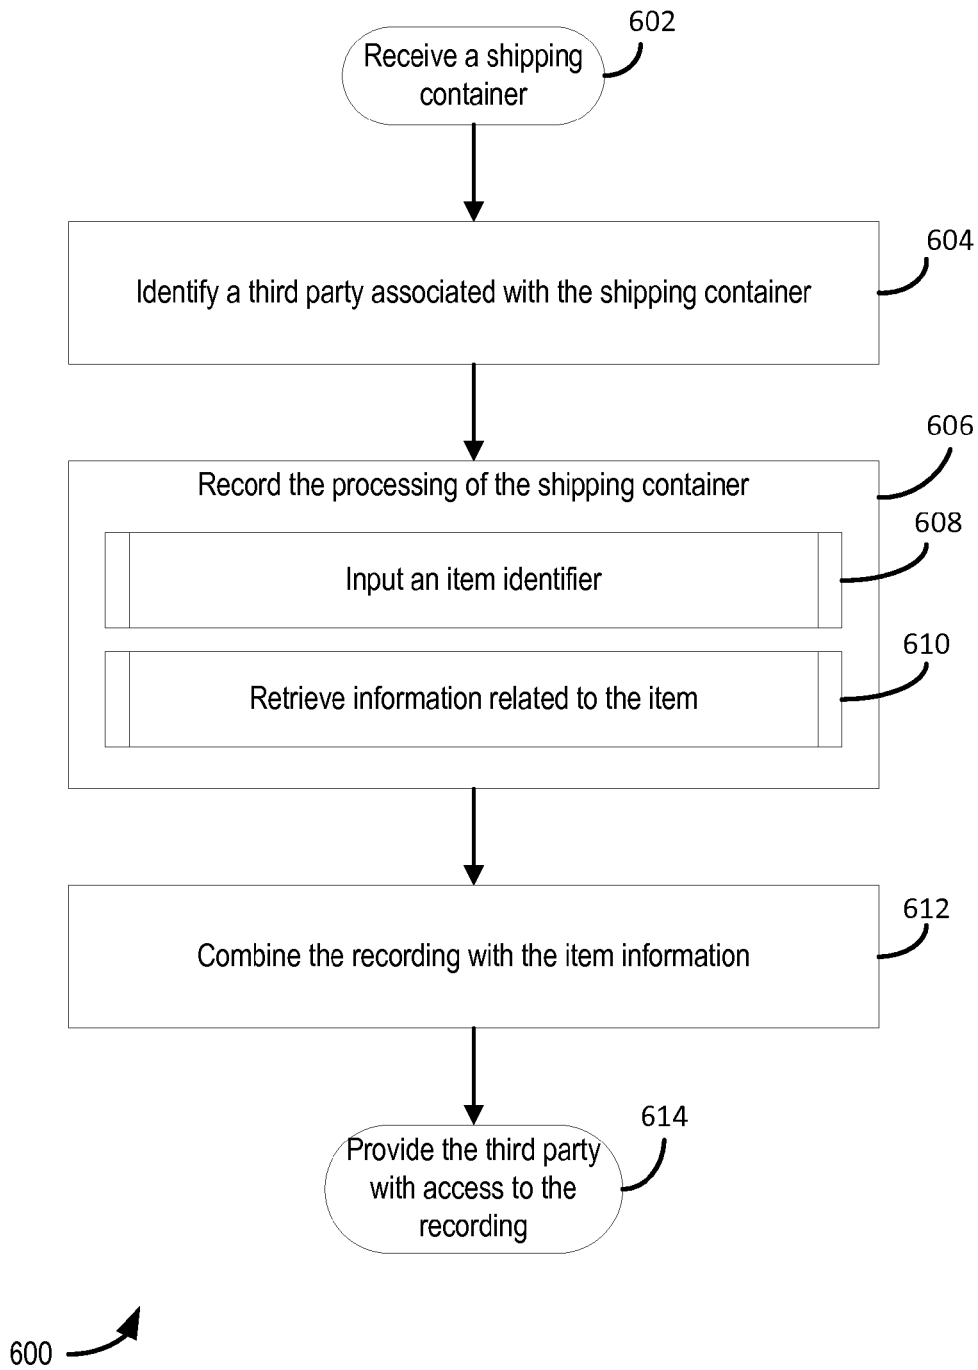 602
Receive a shipping
container
604
Identify a third party associated with the shipping container
606
Record the processing of the shipping container
608
Input an item identifier
610
Retrieve information related to the item
612
Combine the recording with the item information
614
Provide the third party
with access to the
recording
600